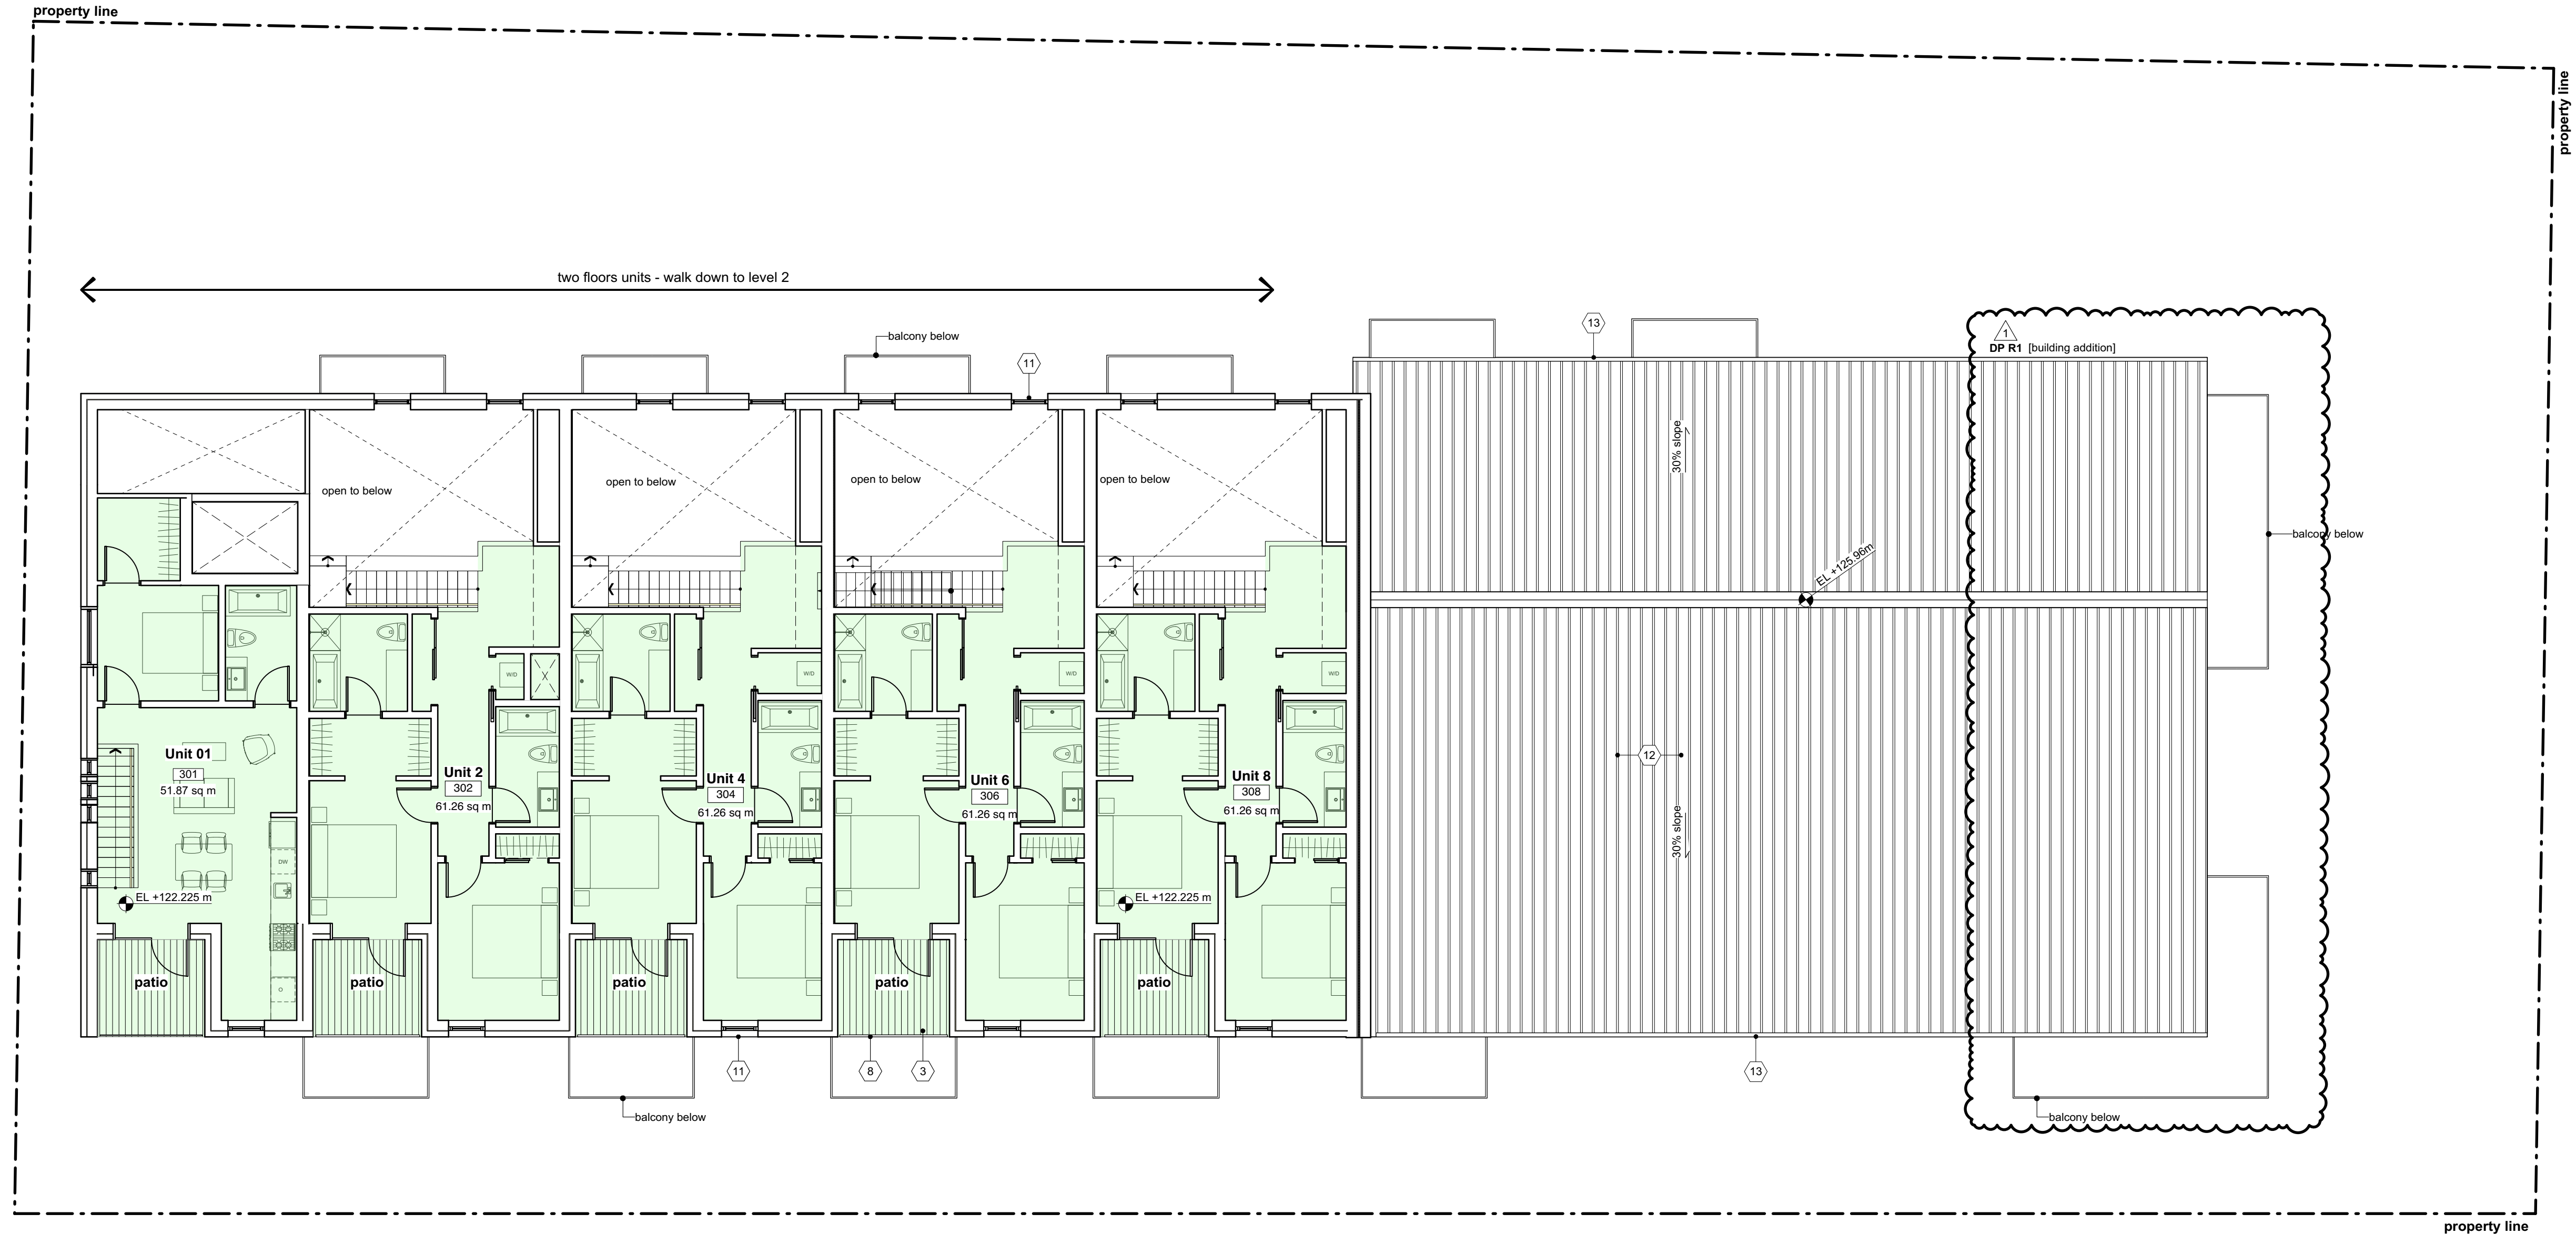 property line
property line
two floors units - walk down to level 2
13
1
DP R1 [building addition]
balcony below
11
30% slope
open to below
open to below
open to below
open to below
balcony below
EL +125.96m
W/D
W/D
W/D
W/D
Unit 01
301
51.87 sq m
Unit 2
302
61.26 sq m
Unit 4
304
61.26 sq m
Unit 6
306
61.26 sq m
Unit 8
308
61.26 sq m
12
30% slope
DW
EL +122.225 m
EL +122.225 m
patio
patio
patio
patio
patio
11
8
3
13
balcony below
balcony below
property line